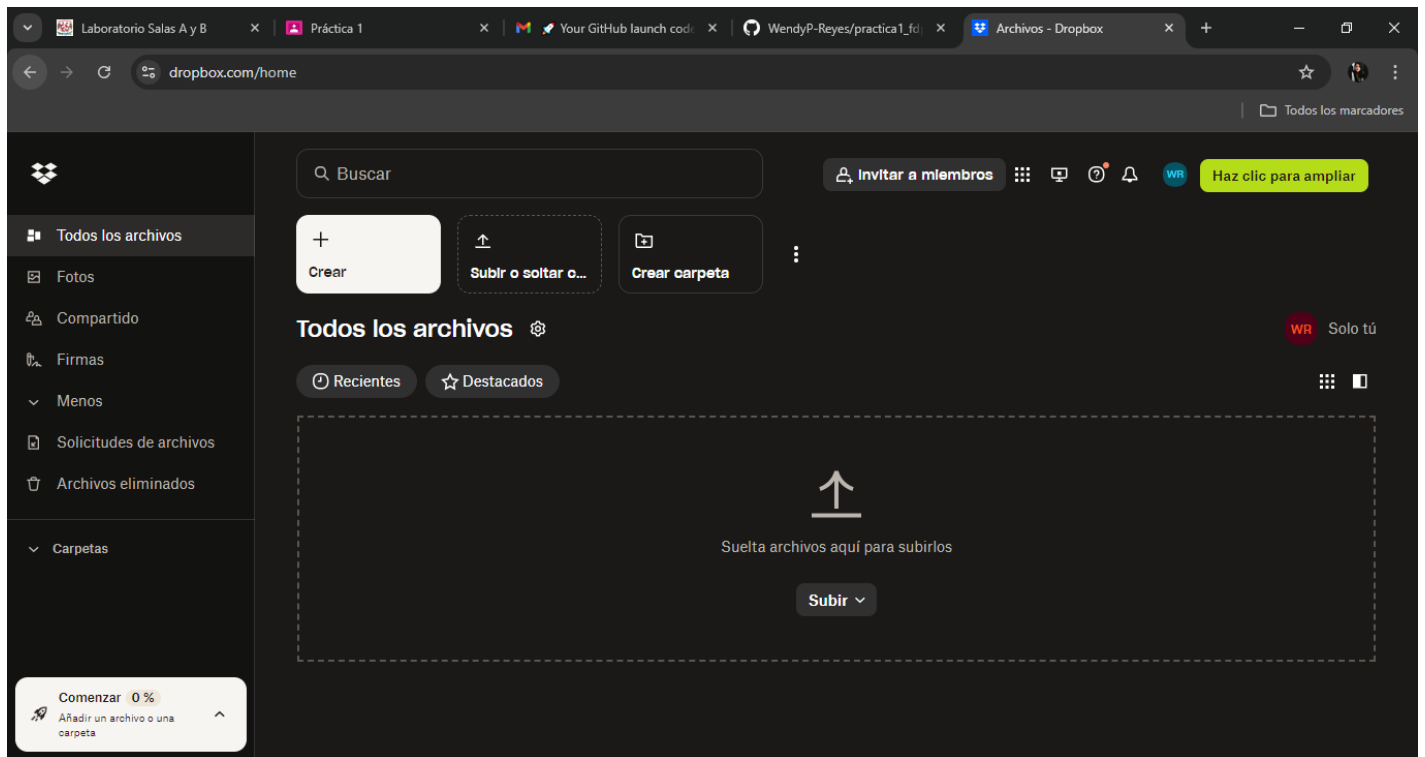 Laboratorio Salas A y B
Práctica 1
Your GitHub launch code
WendyP-Reyes/practica1_fd
Archivos - Dropbox
dropbox.com/home
Todos los marcadores
Buscar
Invitar a miembros
WR
Haz clic para ampliar
Todos los archivos
Fotos
Compartido
Firmas
Menos
Solicitudes de archivos
Archivos eliminados
Carpetas
Comenzar 0 %
Añadir un archivo o una
carpeta
Crear
Subir o soltar c...
Crear carpeta
Todos los archivos
WR Solo tú
Recientes
Destacados
Suelta archivos aquí para subirlos
Subir